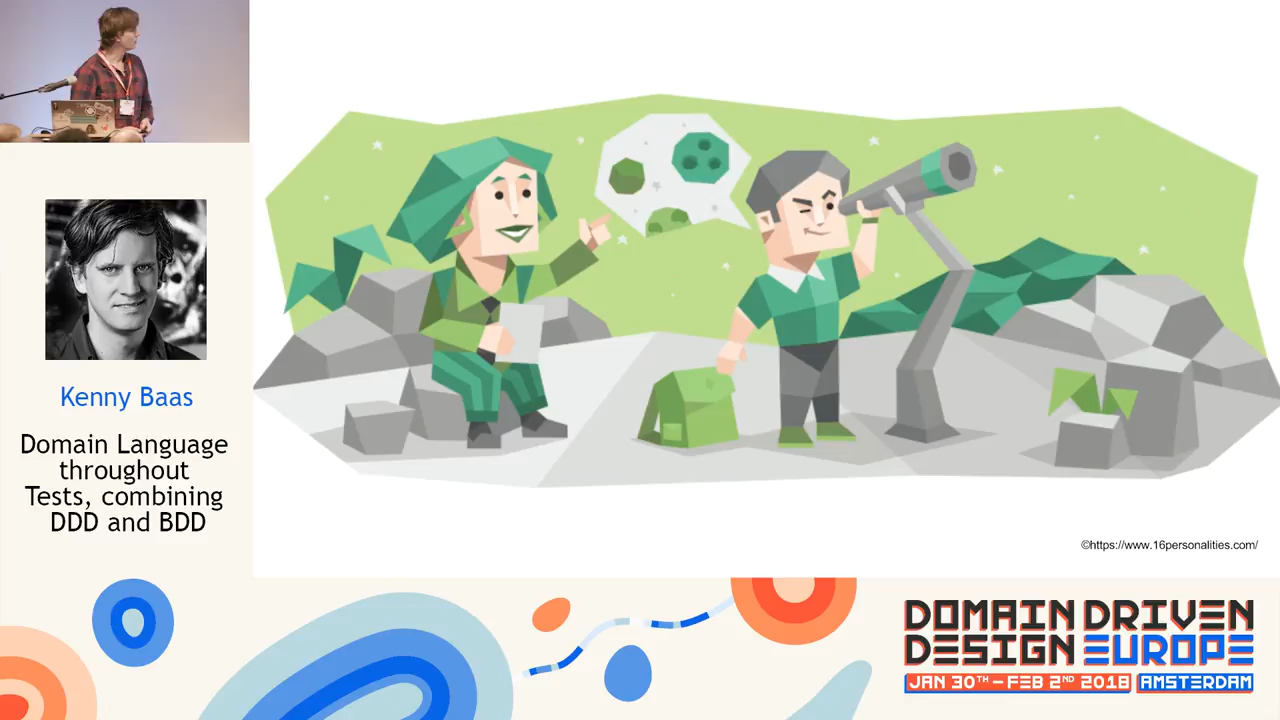 Kenny Baas
Domain Language
throughout
Tests, combining
DDD and BDD
©https://www.16personalities.com/
DOMAIN DRIVEN
DESIGN EUROPE
JAN 30TH - FEB 2ND 2018 AMSTERDAM